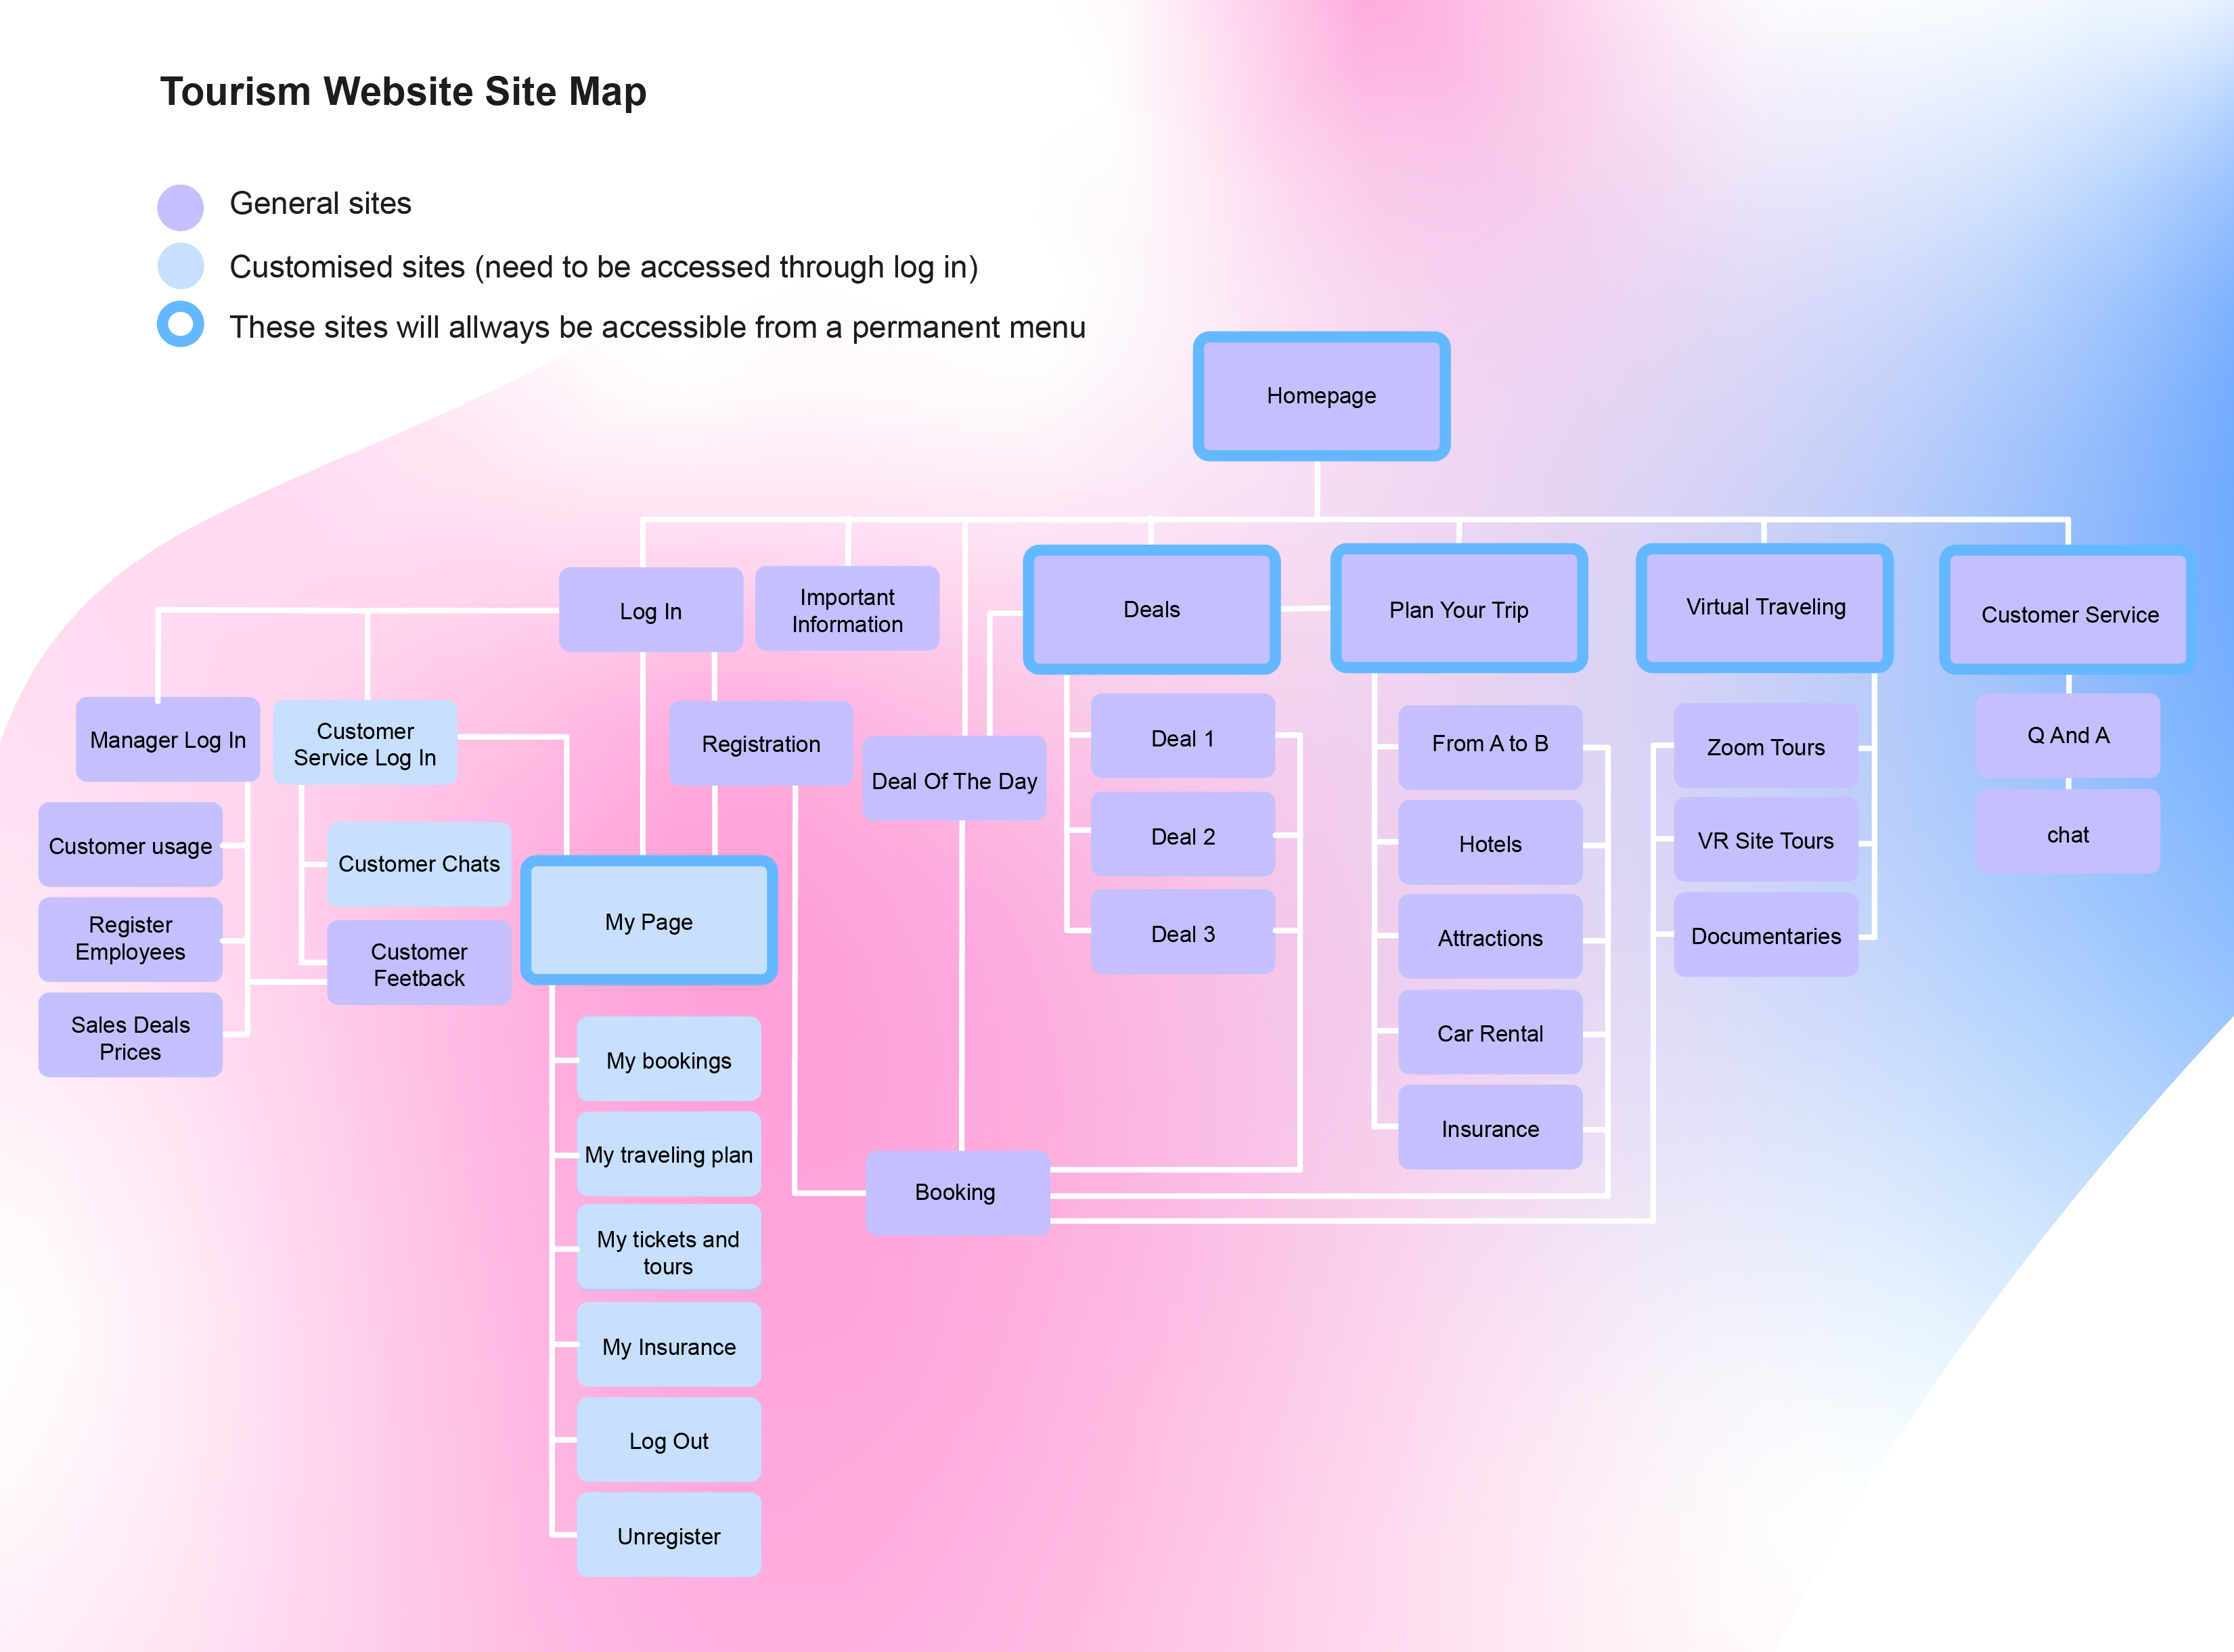 Tourism Website Site Map
General sites
Customised sites (need to be accessed through log in)
These sites will allways be accessible from a permanent menu
Homepage
Log In
Important
Information
Deals
Plan Your Trip
Virtual Traveling
Customer Service
Manager Log In
Customer
Service Log In
Registration
Deal Of The Day
Deal 1
Deal 2
Deal 3
From A to B
Hotels
Attractions
Car Rental
Insurance
Zoom Tours
VR Site Tours
Documentaries
Q And A
chat
Customer usage
Register
Employees
Sales Deals
Prices
Customer Chats
Customer
Feetback
My Page
My bookings
My traveling plan
My tickets and
tours
My Insurance
Log Out
Unregister
Booking